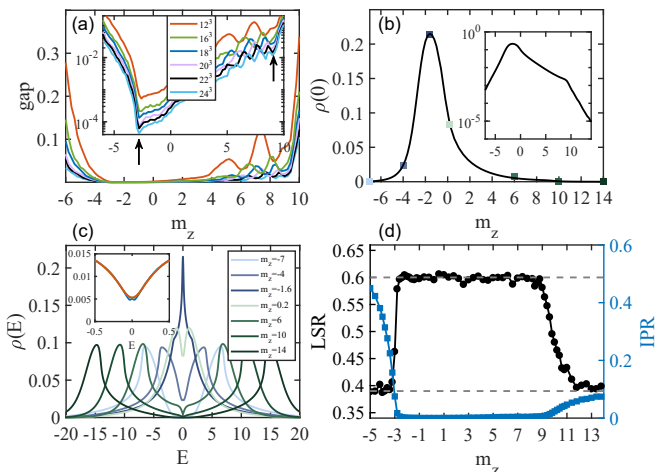 (a)
gap
0.3
0.2
0.1
0
-6 -4 -2 0 2 4 6 8 10
m_z
10^-2
10^-4
-5 0 5 10
12^3
16^3
18^3
20^3
22^3
24^3
(b)
ρ(0)
0.2
0.15
0.1
0.05
0
-6 -4 -2 0 2 4 6 8 10 12 14
m_z
10^0
10^-5
-5 0 5 10
(c)
ρ(E)
0.2
0.15
0.1
0.05
0
-20 -15 -10 -5 0 5 10 15 20
E
0.015
0.01
0.005
0
-0.5 0 0.5
E
m_z=-7
m_z=-4
m_z=-1.6
m_z=0.2
m_z=6
m_z=10
m_z=14
(d)
LSR
0.65
0.6
0.55
0.5
0.45
0.4
0.35
-5 -3 -1 1 3 5 7 9 11 13
m_z
0.6
0.4
0.2
0
IPR